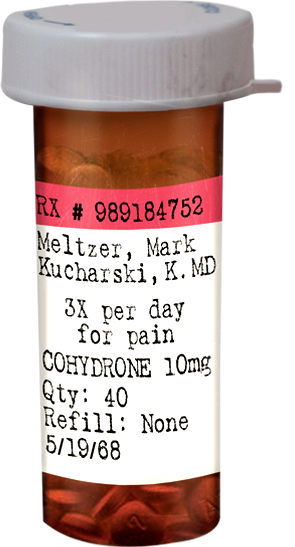 RX # 989184752
Meltzer, Mark
Kucharski, K. MD
3X per day
for pain
COHYDRONE 10mg
Qty: 40
Refill: None
5/19/68